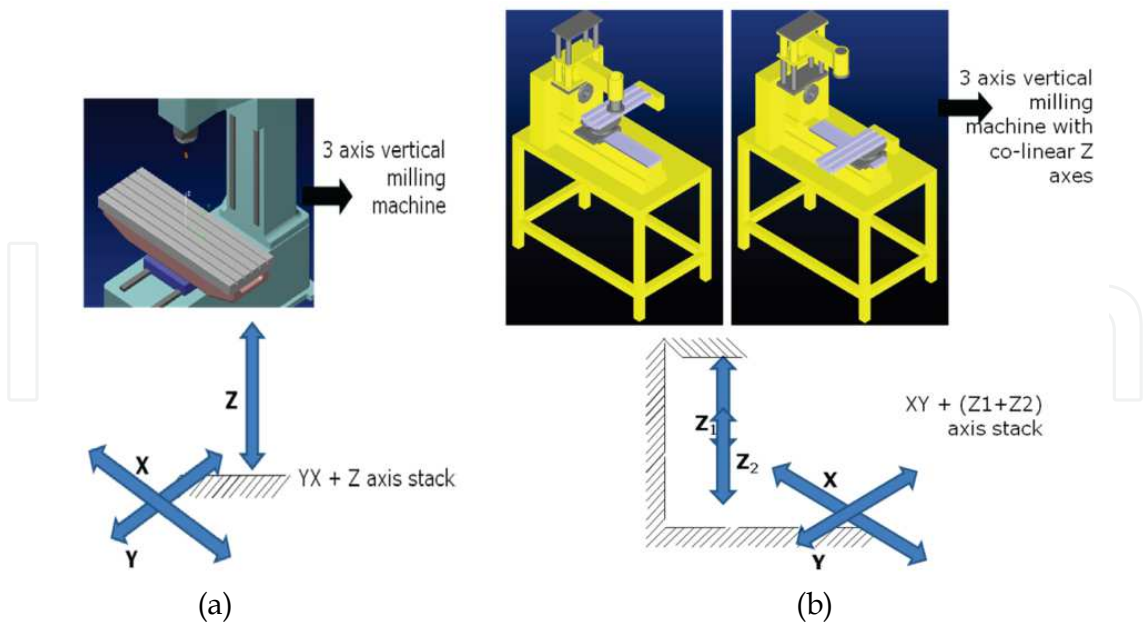 3 axis vertical
milling
machine
Z
X
Y
YX + Z axis stack
(a)
3 axis vertical
milling
machine with
co-linear Z
axes
Z1
Z2
X
Y
XY + (Z1+Z2)
axis stack
(b)